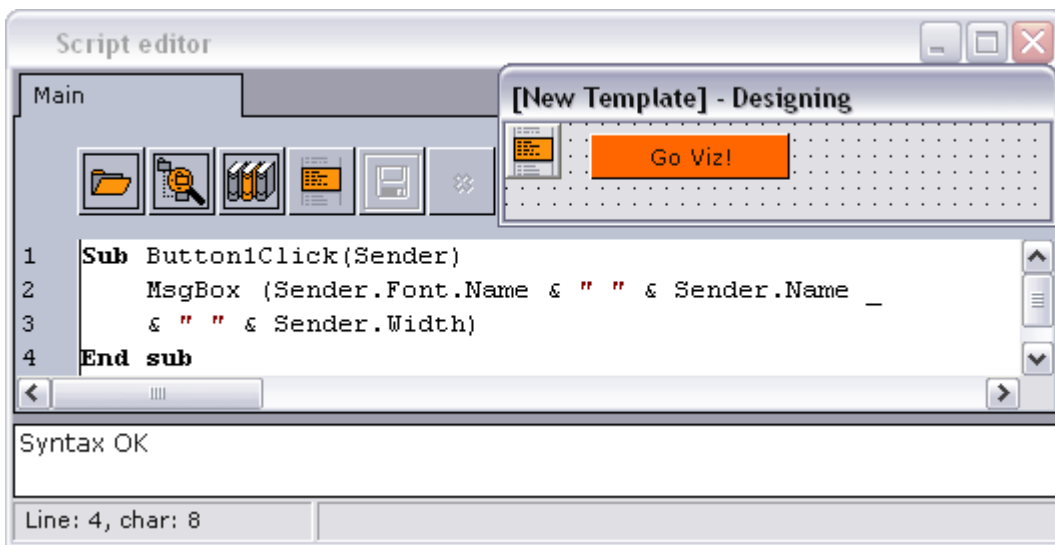 Script editor
Main
[New Template] - Designing
Go Viz!
1 Sub Button1Click(Sender)
2 MsgBox (Sender.Font.Name & " " & Sender.Name _
3 & " " & Sender.Width)
4 End sub
Syntax OK
Line: 4, char: 8